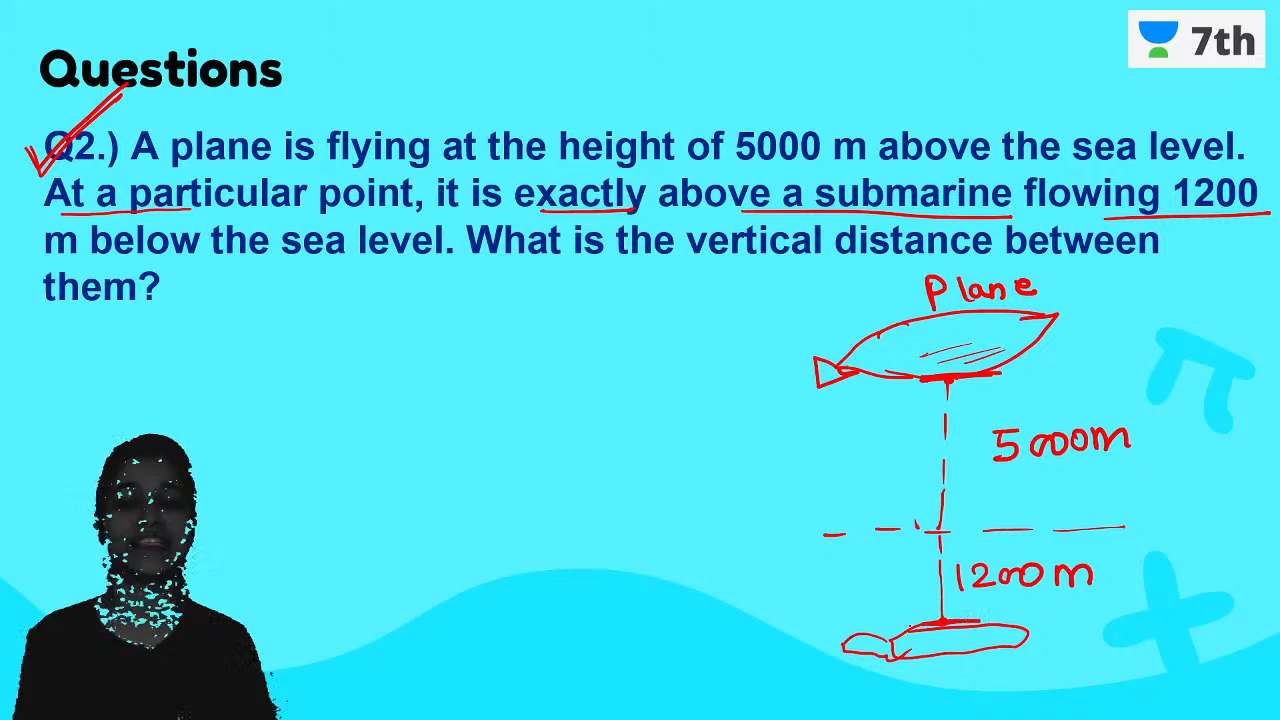 7th
Questions
Q2.) A plane is flying at the height of 5000 m above the sea level.
At a particular point, it is exactly above a submarine flowing 1200
m below the sea level. What is the vertical distance between
them?
Plane
5000m
1200m